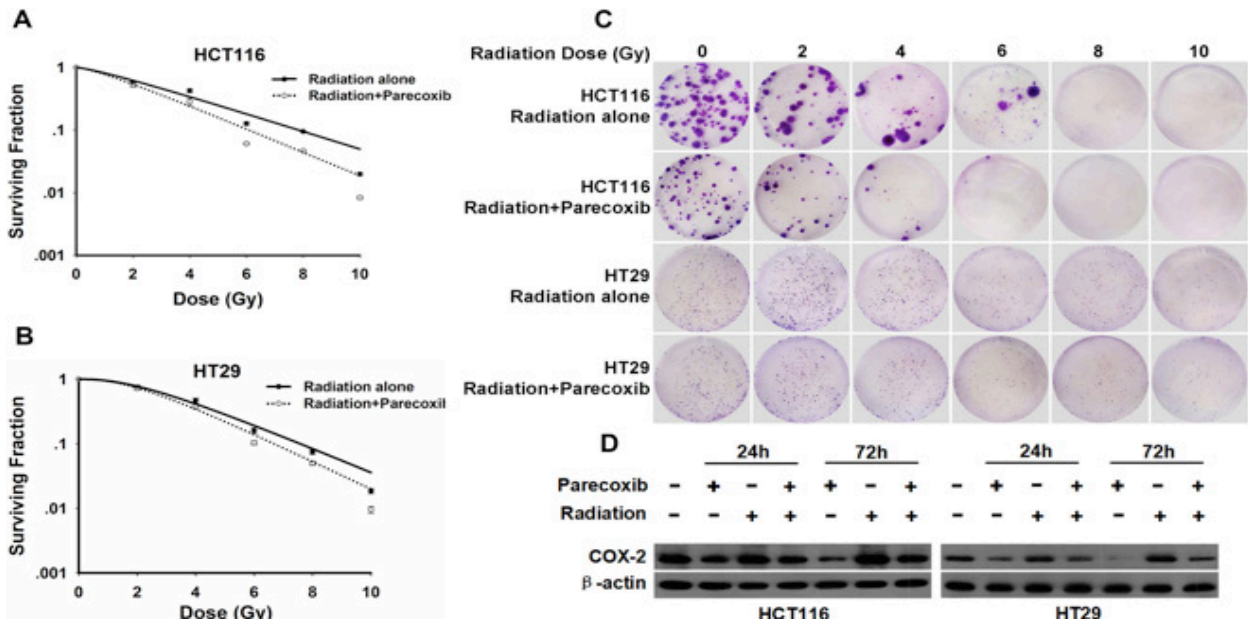 A
HCT116
Radiation alone
Radiation+Parecoxib
Surviving Fraction
1
.1
.01
.001
0 2 4 6 8 10
Dose (Gy)
B
HT29
Radiation alone
Radiation+Parecoxil
Surviving Fraction
1
.1
.01
.001
0 2 4 6 8 10
Dose (Gy)
C
Radiation Dose (Gy) 0 2 4 6 8 10
HCT116
Radiation alone
HCT116
Radiation+Parecoxib
HT29
Radiation alone
HT29
Radiation+Parecoxib
D
24h 72h 24h 72h
Parecoxib - + - + + - + - + - + + - +
Radiation - - + + - + + - - + + - + +
COX-2
β-actin
HCT116 HT29